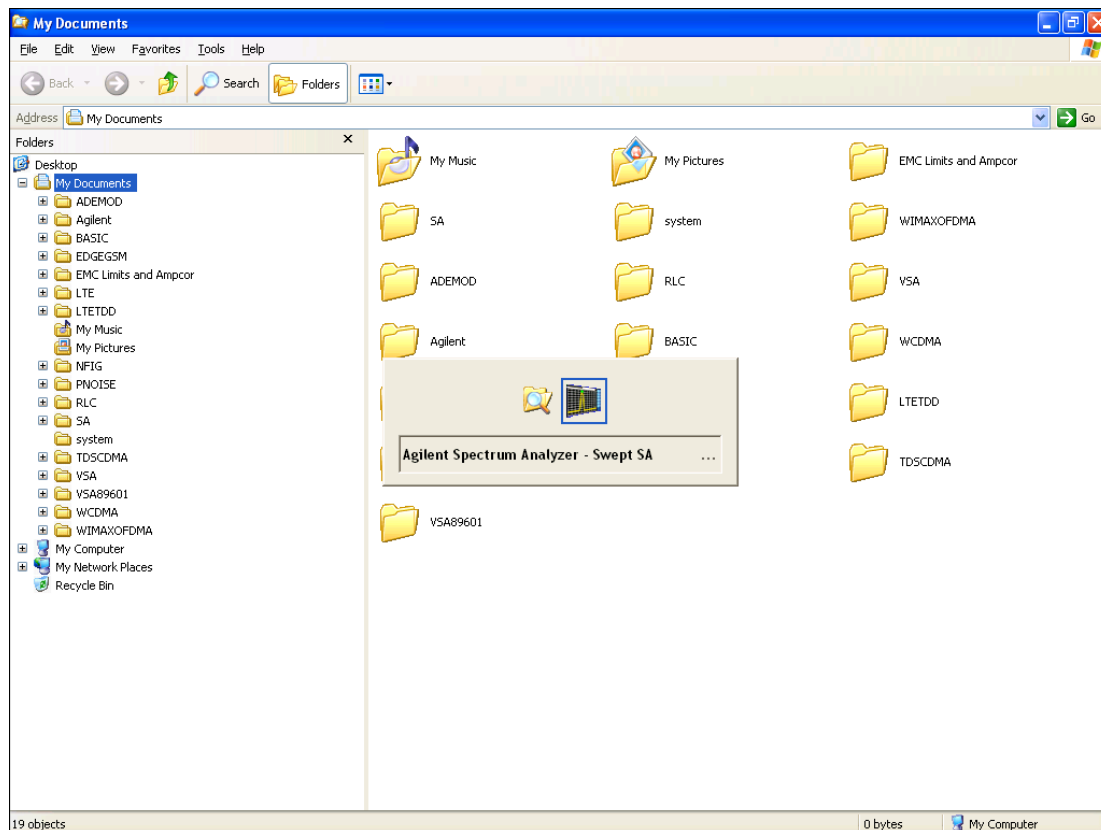 My Documents
File Edit View Favorites Tools Help
Back Search Folders
Address My Documents Go
Folders
Desktop
My Documents
ADEMOD
Agilent
BASIC
EDGEGSM
EMC Limits and Ampcor
LTE
LTETDD
My Music
My Pictures
NFIG
PNOISE
RLC
SA
system
TDSCDMA
VSA
VSA89601
WCDMA
WIMAXOFDMA
My Computer
My Network Places
Recycle Bin
My Music My Pictures EMC Limits and Ampcor
SA system WIMAXOFDMA
ADEMOD RLC VSA
Agilent BASIC WCDMA
LTETDD
TDSCDMA
VSA89601
Agilent Spectrum Analyzer - Swept SA ...
19 objects 0 bytes My Computer